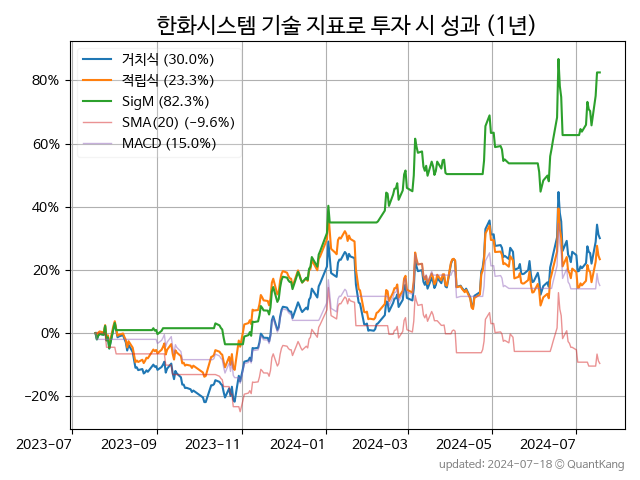 한화시스템 기술 지표로 투자 시 성과 (1년)
거치식 (30.0%)
적립식 (23.3%)
SigM (82.3%)
SMA(20) (-9.6%)
MACD (15.0%)
80%
60%
40%
20%
0%
−20%
2023-07 2023-09 2023-11 2024-01 2024-03 2024-05 2024-07
updated: 2024-07-18 © QuantKang